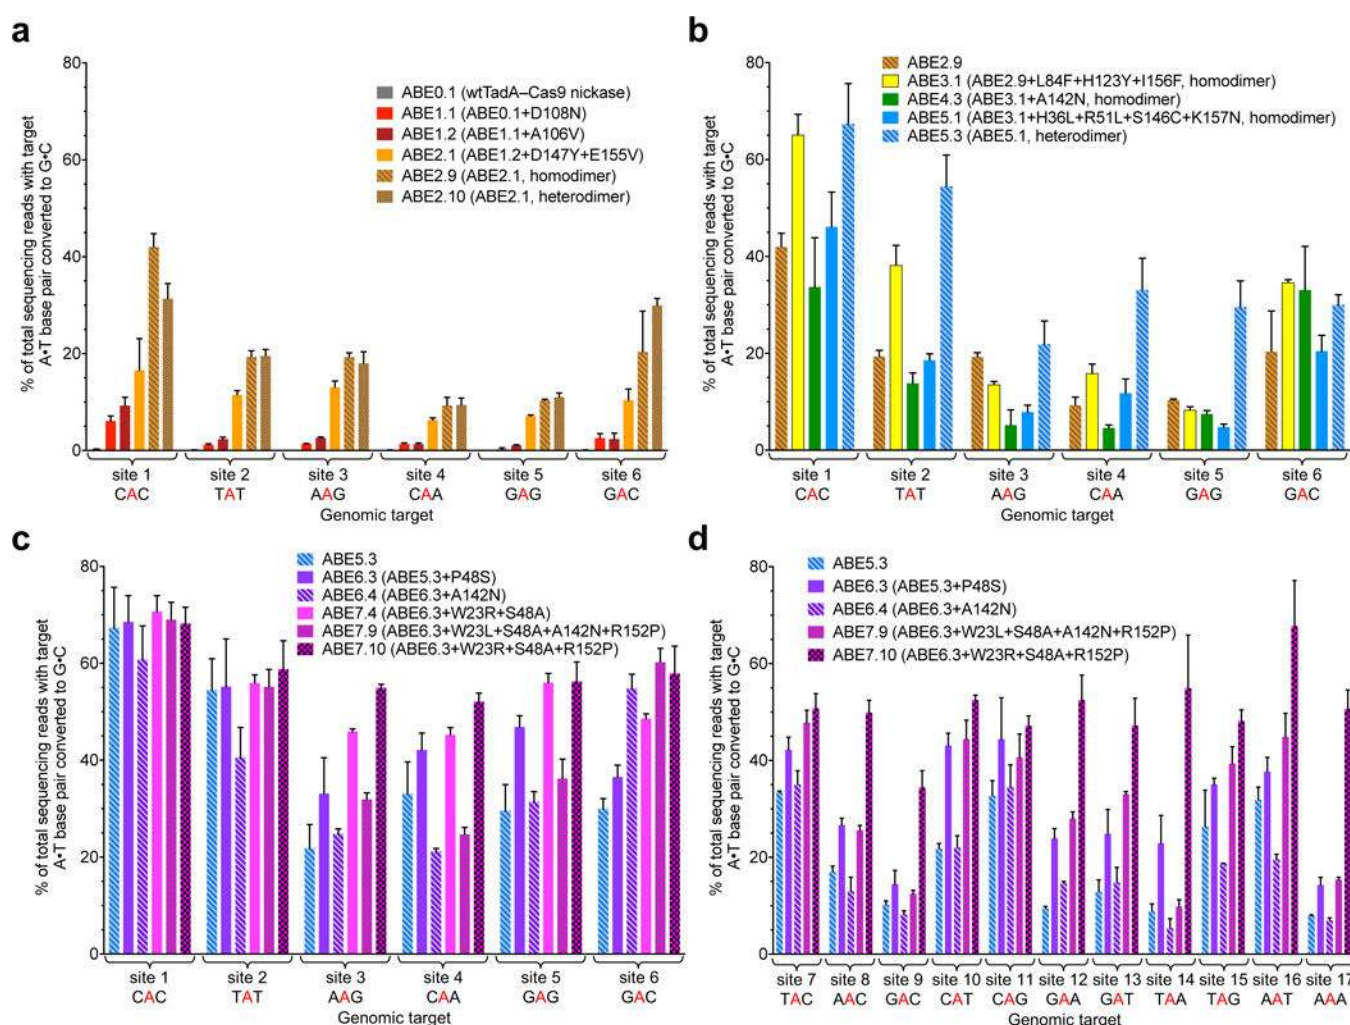 a
% of total sequencing reads with target
A•T base pair converted to G•C
80
60
40
20
0
ABE0.1 (wtTadA–Cas9 nickase)
ABE1.1 (ABE0.1+D108N)
ABE1.2 (ABE1.1+A106V)
ABE2.1 (ABE1.2+D147Y+E155V)
ABE2.9 (ABE2.1, homodimer)
ABE2.10 (ABE2.1, heterodimer)
site 1 site 2 site 3 site 4 site 5 site 6
CAC TAT AAG CAA GAG GAC
Genomic target
b
% of total sequencing reads with target
A•T base pair converted to G•C
80
60
40
20
0
ABE2.9
ABE3.1 (ABE2.9+L84F+H123Y+I156F, homodimer)
ABE4.3 (ABE3.1+A142N, homodimer)
ABE5.1 (ABE3.1+H36L+R51L+S146C+K157N, homodimer)
ABE5.3 (ABE5.1, heterodimer)
site 1 site 2 site 3 site 4 site 5 site 6
CAC TAT AAG CAA GAG GAC
Genomic target
c
% of total sequencing reads with target
A•T base pair converted to G•C
80
60
40
20
0
ABE5.3
ABE6.3 (ABE5.3+P48S)
ABE6.4 (ABE6.3+A142N)
ABE7.4 (ABE6.3+W23R+S48A)
ABE7.9 (ABE6.3+W23L+S48A+A142N+R152P)
ABE7.10 (ABE6.3+W23R+S48A+R152P)
site 1 site 2 site 3 site 4 site 5 site 6
CAC TAT AAG CAA GAG GAC
Genomic target
d
% of total sequencing reads with target
A•T base pair converted to G•C
80
60
40
20
0
ABE5.3
ABE6.3 (ABE5.3+P48S)
ABE6.4 (ABE6.3+A142N)
ABE7.9 (ABE6.3+W23L+S48A+A142N+R152P)
ABE7.10 (ABE6.3+W23R+S48A+R152P)
site 7 site 8 site 9 site 10 site 11 site 12 site 13 site 14 site 15 site 16 site 17
TAC AAC GAC CAT CAG GAA GAT TAA TAG AAT AAA
Genomic target